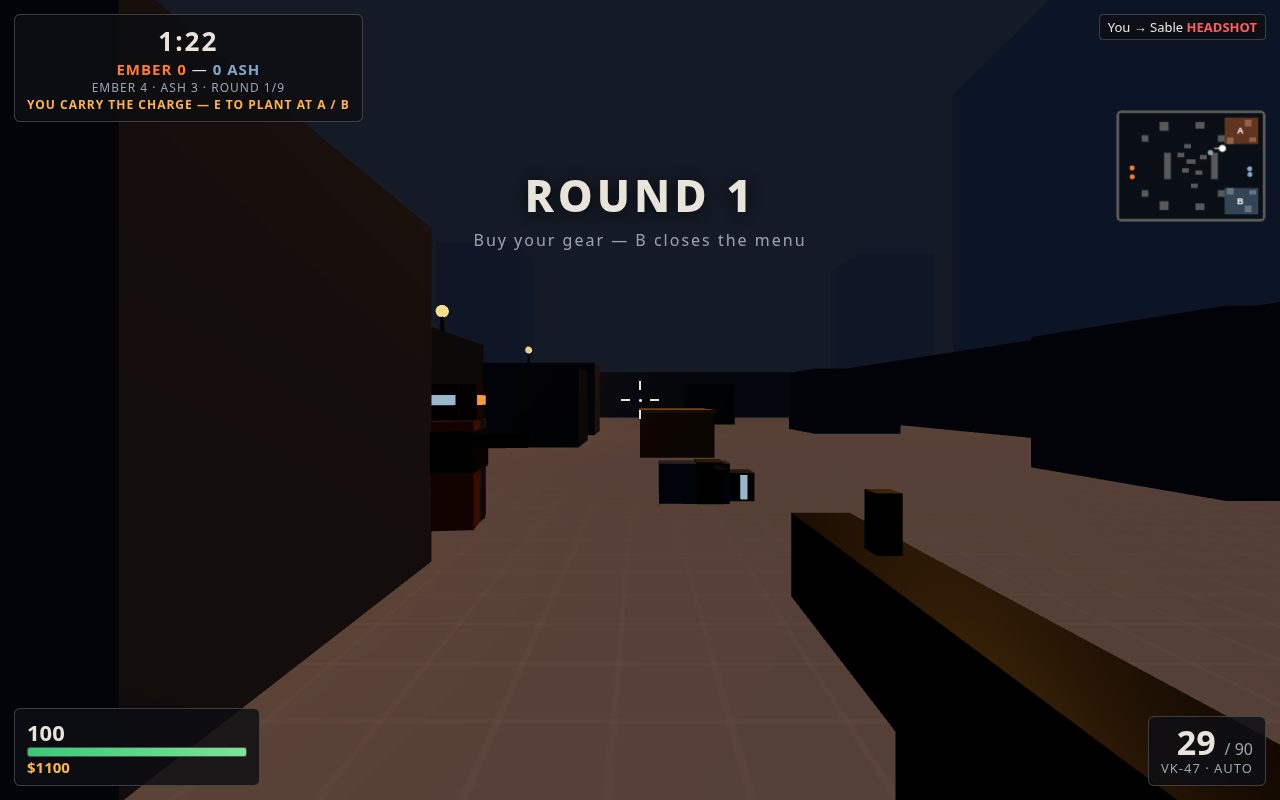 1:22
EMBER 0 — 0 ASH
EMBER 4 · ASH 3 · ROUND 1/9
YOU CARRY THE CHARGE — E TO PLANT AT A / B
You → Sable HEADSHOT
A
B
ROUND 1
Buy your gear — B closes the menu
100
$1100
29 / 90
VK-47 · AUTO